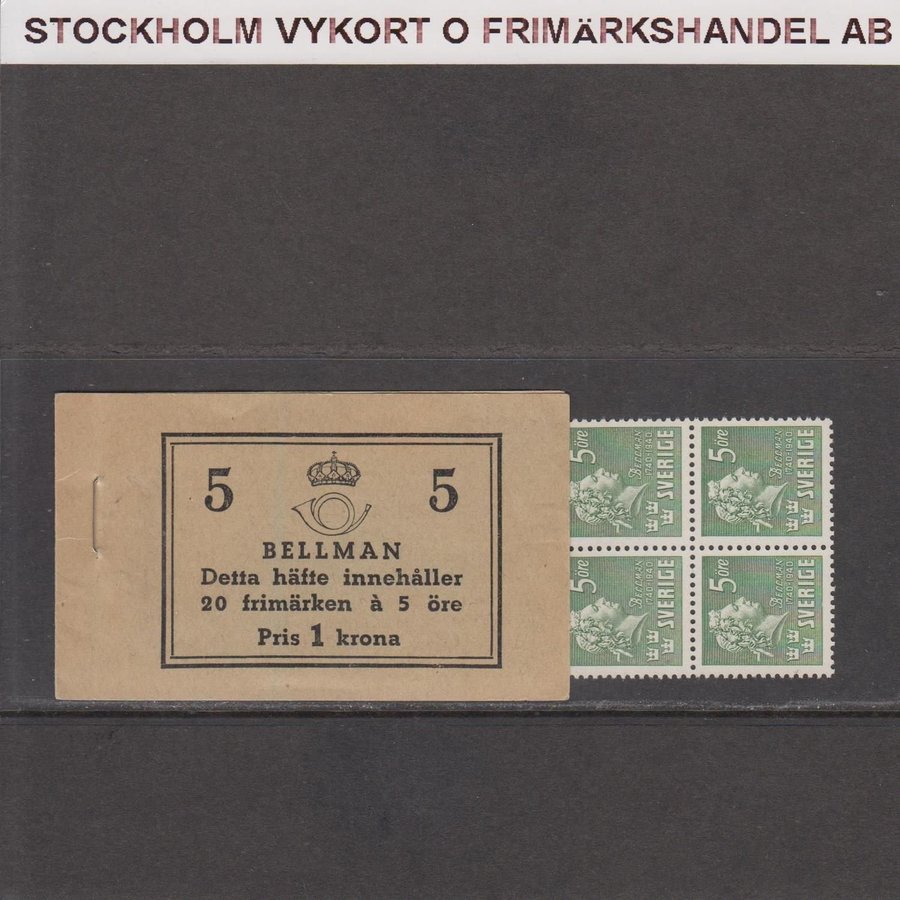 STOCKHOLM VYKORT O FRIMÄRKSHANDEL AB
5 5
BELLMAN
Detta häfte innehåller
20 frimärken à 5 öre
Pris 1 krona
5 öre
BELLMAN
1740-1940
SVERIGE
5 öre
BELLMAN
1740-1940
SVERIGE
5 öre
BELLMAN
1740-1940
SVERIGE
5 öre
BELLMAN
1740-1940
SVERIGE